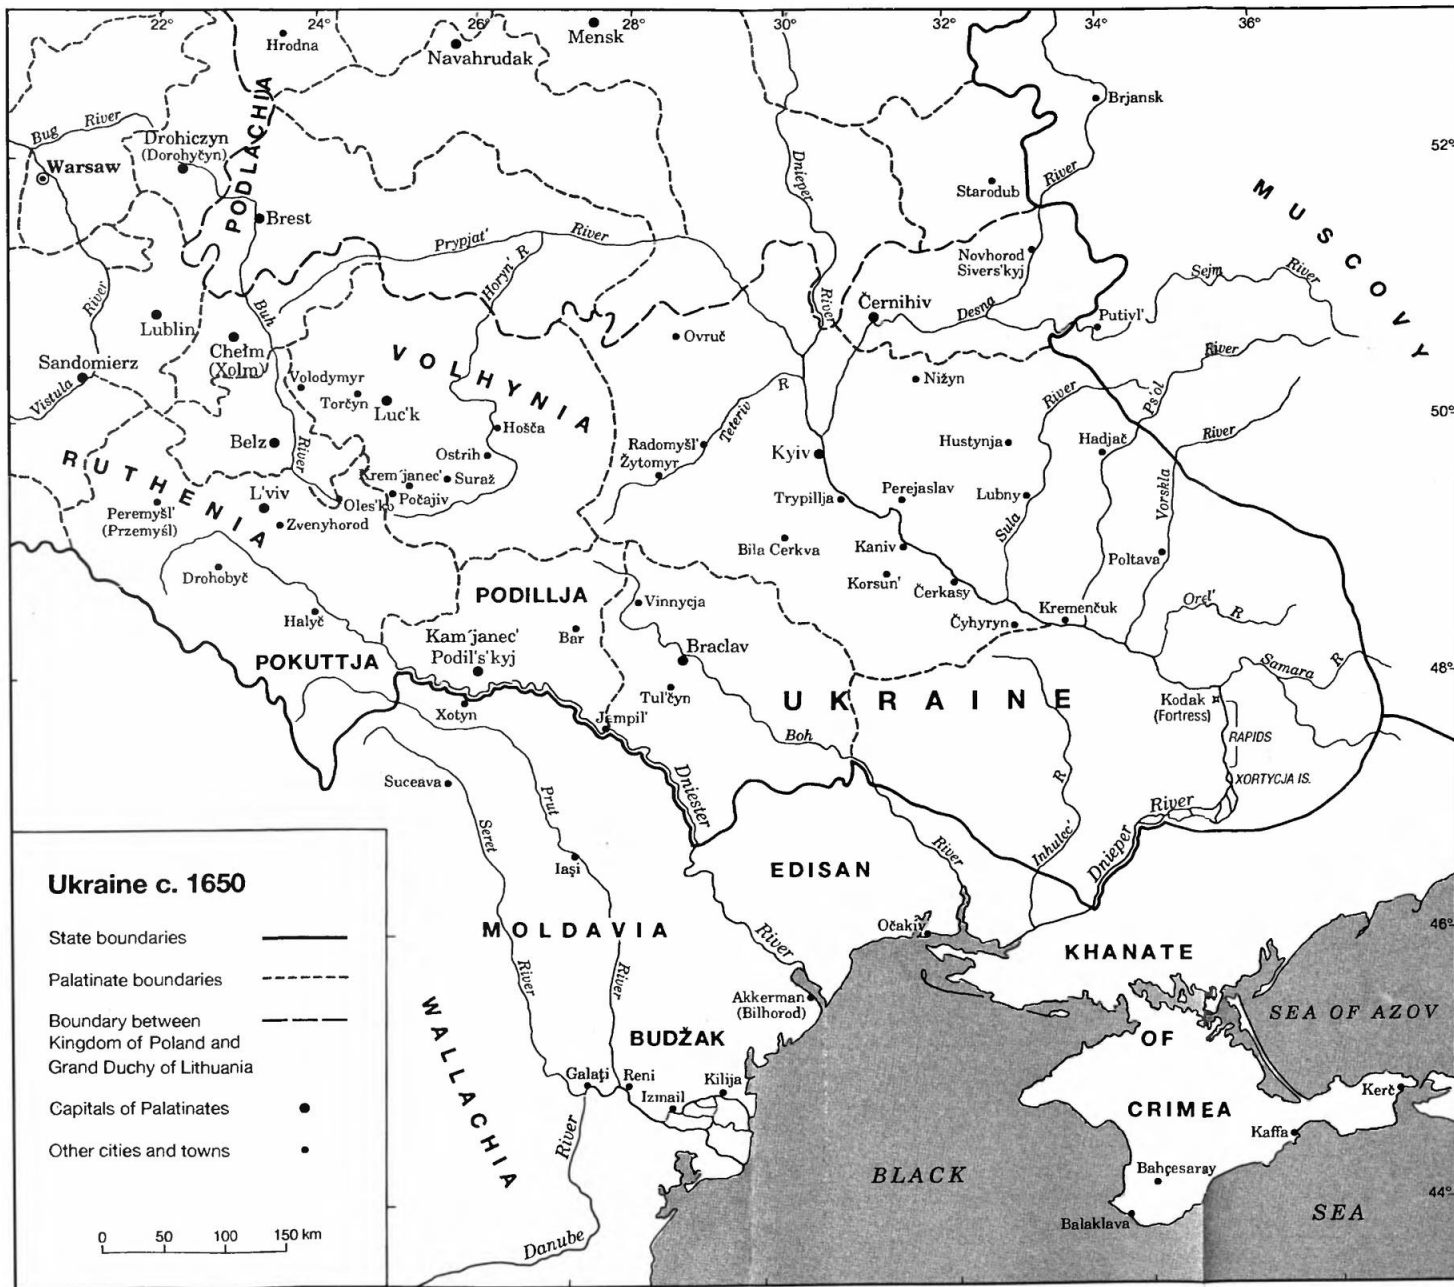 22°
24°
26°
28°
30°
32°
34°
36°
Hrodna
Navahrudak
Mensk
Brjansk
PODLACHIA
Bug River
Drohiczyn
(Dorohyčyn)
Warsaw
52°
Dnieper
Starodub
River
MUSCOVY
Brest
Prypjat'
River
Horyn' R
Novhorod
Sivers'kyj
Sejm
River
River
Buh
River
Lublin
Chełm
(Xolm)
Černihiv
Desna
Putivl'
Ovruč
Sandomierz
Vistula
VOLHYNIA
Volodymyr
Torčyn
Luc'k
Nižyn
River
Ps'ol
River
Teteriv
R
50°
Belz
River
Hošča
Radomyšl'
Žytomyr
Kyiv
Hustynja
Hadjač
River
RUTHENIA
Ostrih
Krem'janec'
Suraž
L'viv
Oles'ko
Počajiv
Peremyšl'
(Przemyśl)
Zvenyhorod
Trypillja
Perejaslav
Lubny
Sula
Vorskla
Bila Cerkva
Kaniv
Poltava
Drohobyč
Korsun'
Čerkasy
PODILLJA
Vinnycja
Kremenčuk
Orel'
R
Halyč
Bar
Čyhyryn
Kam'janec'
Podil's'kyj
Braclav
POKUTTJA
Samara
R
48°
Tul'čyn
UKRAINE
Kodak
(Fortress)
Xotyn
Jampil'
Boh
RAPIDS
Suceava
Prut
Dniester
R
XORTYCJA IS.
Seret
River
Inhulec'
Dnieper
River
Iaşi
EDISAN
Ukraine c. 1650
State boundaries
Palatinate boundaries
Boundary between
Kingdom of Poland and
Grand Duchy of Lithuania
Capitals of Palatinates
Other cities and towns
0
50
100
150 km
MOLDAVIA
River
Očakiv
46°
KHANATE
River
River
Akkerman
(Bilhorod)
SEA OF AZOV
WALLACHIA
BUDŽAK
OF
Galaţi
Reni
Izmail
Kilija
Kerč
CRIMEA
Kaffa
River
BLACK
Bahçesaray
44°
Balaklava
SEA
Danube